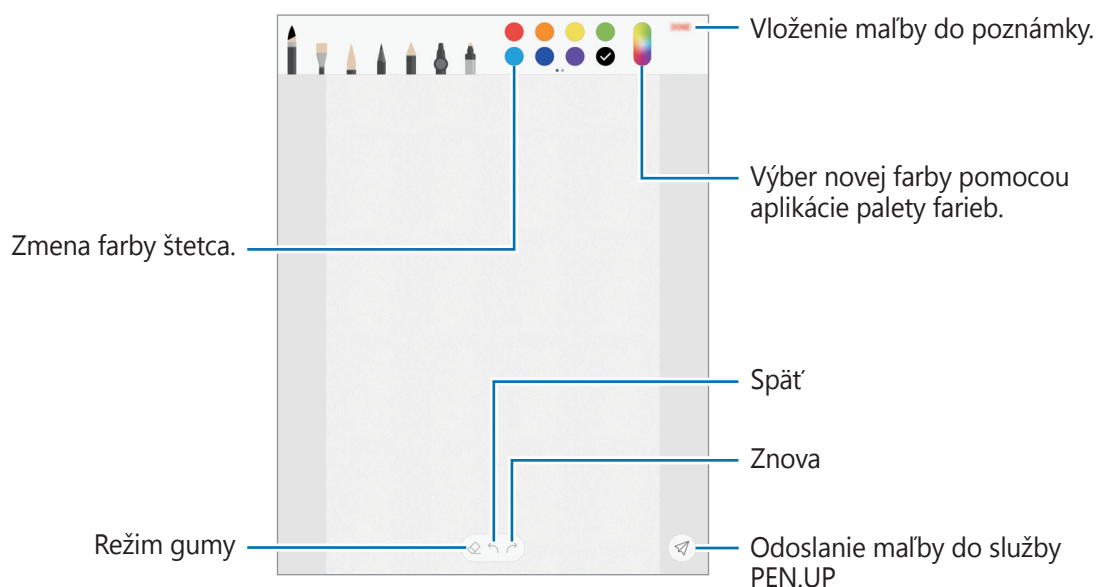 Vloženie maľby do poznámky.
Výber novej farby pomocou
aplikácie palety farieb.
Zmena farby štetca.
Späť
Znova
Režim gumy
Odoslanie maľby do služby
PEN.UP